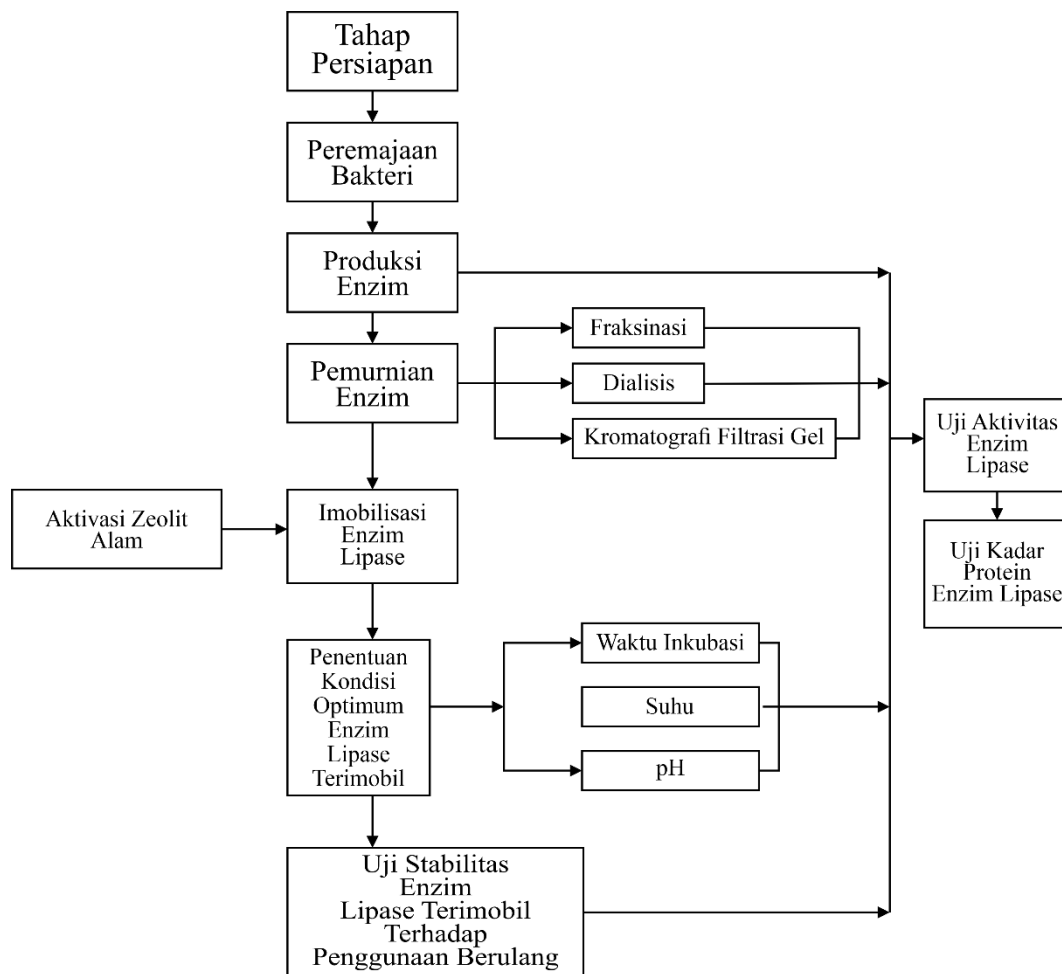 Tahap
Persiapan
Peremajaan
Bakteri
Produksi
Enzim
Pemurnian
Enzim
Fraksinasi
Dialisis
Kromatografi Filtrasi Gel
Uji Aktivitas
Enzim
Lipase
Uji Kadar
Protein
Enzim Lipase
Aktivasi Zeolit
Alam
Imobilisasi
Enzim
Lipase
Penentuan
Kondisi
Optimum
Enzim
Lipase
Terimobil
Waktu Inkubasi
Suhu
pH
Uji Stabilitas
Enzim
Lipase Terimobil
Terhadap
Penggunaan Berulang